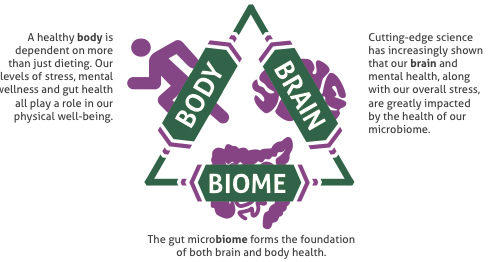 A healthy body is
dependent on more
than just dieting. Our
levels of stress, mental
wellness and gut health
all play a role in our
physical well-being.
BODY
BRAIN
Cutting-edge science
has increasingly shown
that our brain and
mental health, along
with our overall stress,
are greatly impacted
by the health of our
microbiome.
BIOME
The gut microbiome forms the foundation
of both brain and body health.